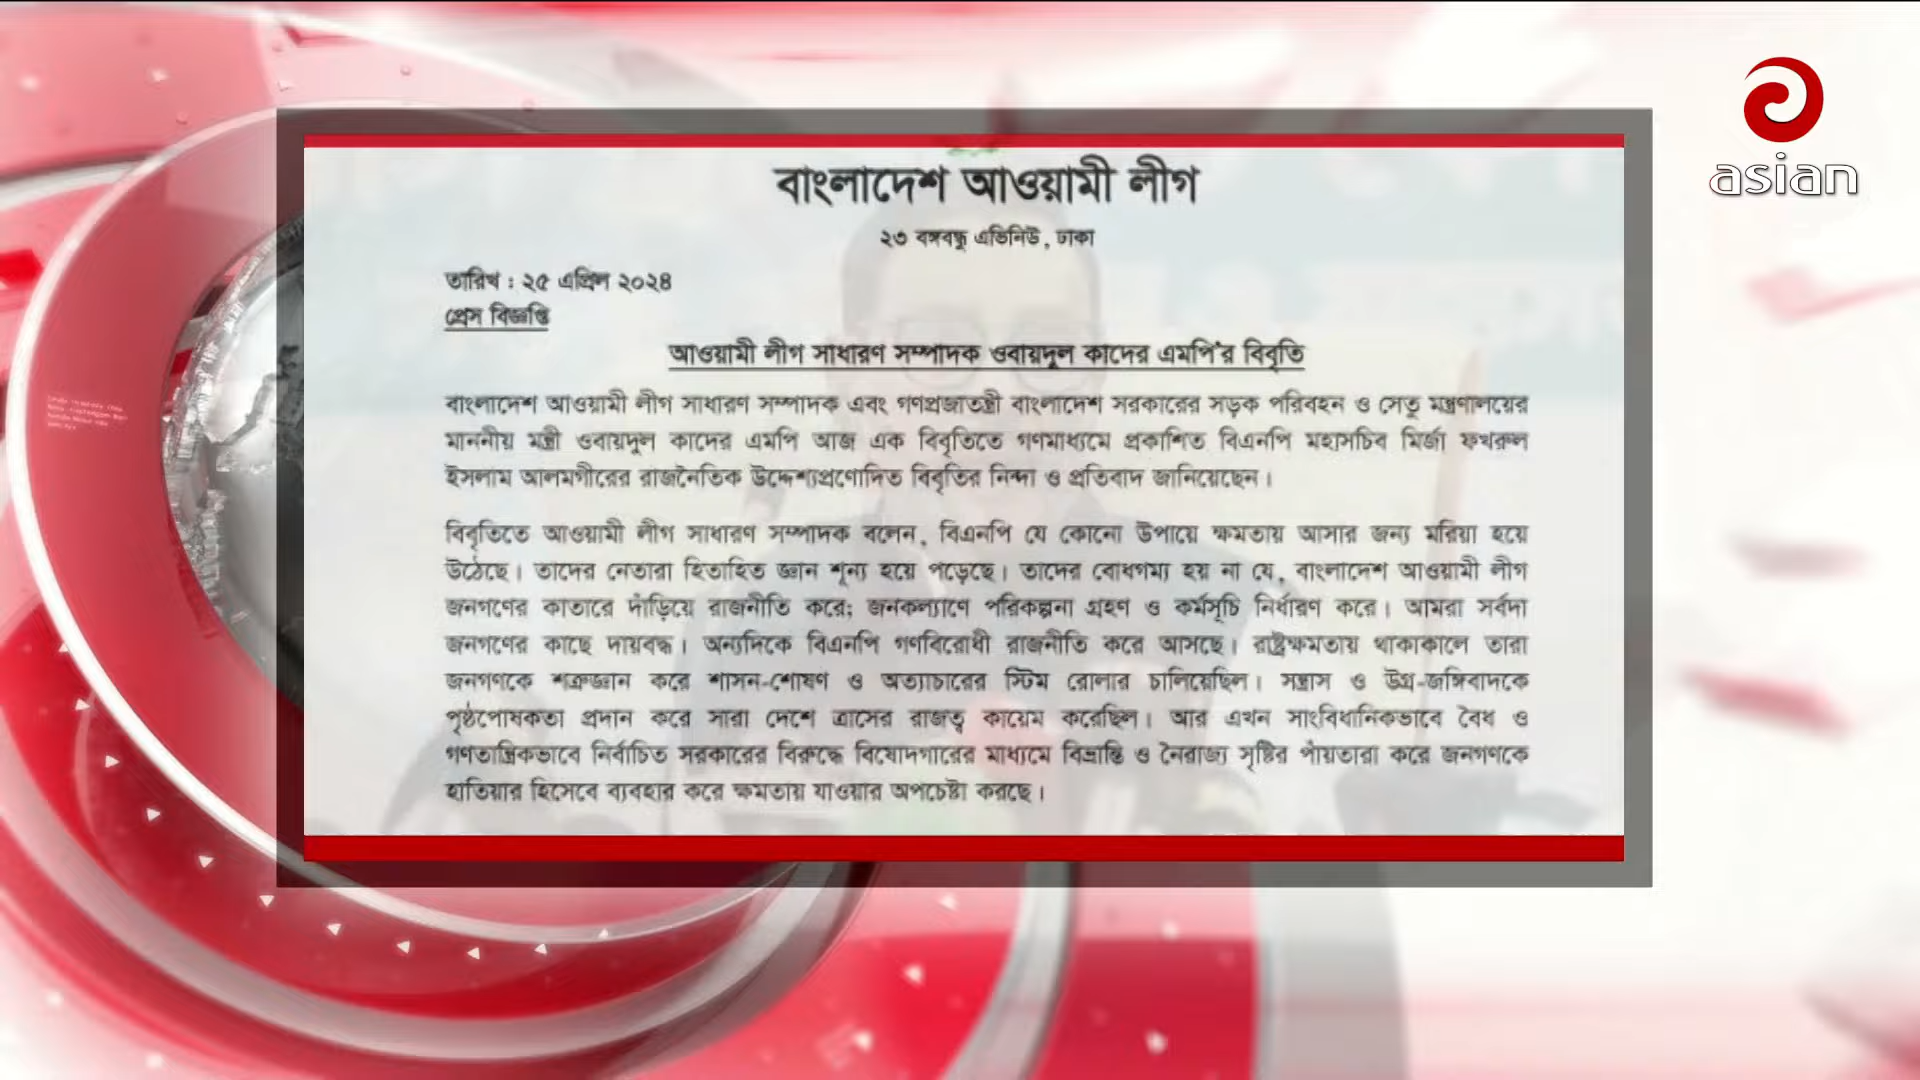 asian
বাংলাদেশ আওয়ামী লীগ
২৩ বঙ্গবন্ধু এভিনিউ, ঢাকা
তারিখ : ২৫ এপ্রিল ২০২৪
প্রেস বিজ্ঞপ্তি
আওয়ামী লীগ সাধারণ সম্পাদক ওবায়দুল কাদের এমপি'র বিবৃতি
বাংলাদেশ আওয়ামী লীগ সাধারণ সম্পাদক এবং গণপ্রজাতন্ত্রী বাংলাদেশ সরকারের সড়ক পরিবহন ও সেতু মন্ত্রণালয়ের
মাননীয় মন্ত্রী ওবায়দুল কাদের এমপি আজ এক বিবৃতিতে গণমাধ্যমে প্রকাশিত বিএনপি মহাসচিব মির্জা ফখরুল
ইসলাম আলমগীরের রাজনৈতিক উদ্দেশ্যপ্রণোদিত বিবৃতির নিন্দা ও প্রতিবাদ জানিয়েছেন।
বিবৃতিতে আওয়ামী লীগ সাধারণ সম্পাদক বলেন, বিএনপি যে কোনো উপায়ে ক্ষমতায় আসার জন্য মরিয়া হয়ে
উঠেছে। তাদের নেতারা হিতাহিত জ্ঞান শূন্য হয়ে পড়েছে। তাদের বোধগম্য হয় না যে, বাংলাদেশ আওয়ামী লীগ
জনগণের কাতারে দাঁড়িয়ে রাজনীতি করে; জনকল্যাণে পরিকল্পনা গ্রহণ ও কর্মসূচি নির্ধারণ করে। আমরা সর্বদা
জনগণের কাছে দায়বদ্ধ। অন্যদিকে বিএনপি গণবিরোধী রাজনীতি করে আসছে। রাষ্ট্রক্ষমতায় থাকাকালে তারা
জনগণকে শত্রুজ্ঞান করে শাসন-শোষণ ও অত্যাচারের স্টিম রোলার চালিয়েছিল। সন্ত্রাস ও উগ্র-জঙ্গিবাদকে
পৃষ্ঠপোষকতা প্রদান করে সারা দেশে ত্রাসের রাজত্ব কায়েম করেছিল। আর এখন সাংবিধানিকভাবে বৈধ ও
গণতান্ত্রিকভাবে নির্বাচিত সরকারের বিরুদ্ধে বিষোদগারের মাধ্যমে বিভ্রান্তি ও নৈরাজ্য সৃষ্টির পাঁয়তারা করে জনগণকে
হাতিয়ার হিসেবে ব্যবহার করে ক্ষমতায় যাওয়ার অপচেষ্টা করছে।